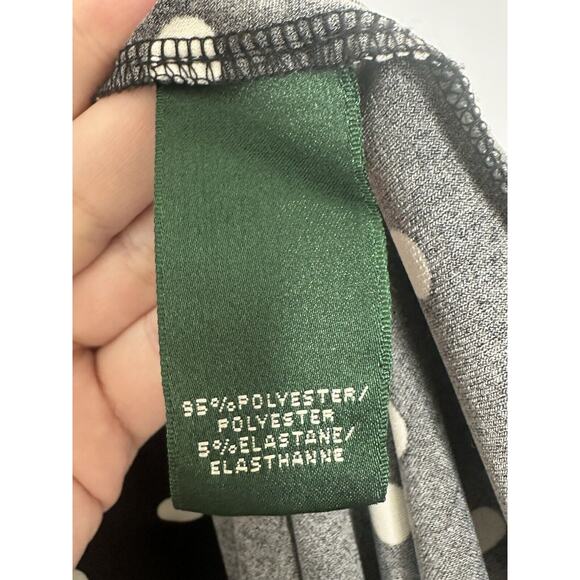 95%POLYESTER/
POLYESTER
5%ELASTANE/
ELASTHANNE